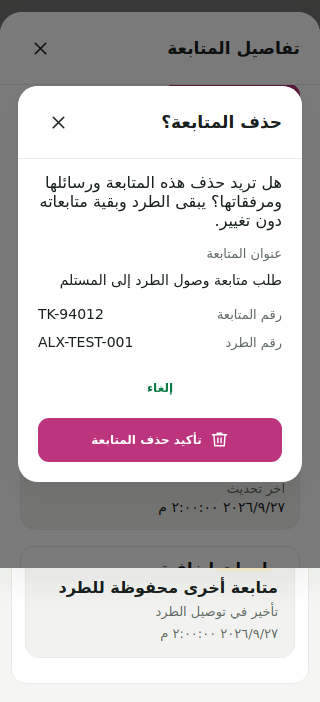 تفاصيل المتابعة
حذف المتابعة؟
هل تريد حذف هذه المتابعة ورسائلها
ومرفقاتها؟ يبقى الطرد وبقية متابعاته
دون تغيير.
عنوان المتابعة
طلب متابعة وصول الطرد إلى المستلم
رقم المتابعة TK-94012
رقم الطرد ALX-TEST-001
إلغاء
تأكيد حذف المتابعة
آخر تحديث
٢٠٢٦/٩/٢٧ ٢:٠٠:٠٠ م
متابعة أخرى محفوظة للطرد
تأخير في توصيل الطرد
٢٠٢٦/٩/٢٧ ٢:٠٠:٠٠ م